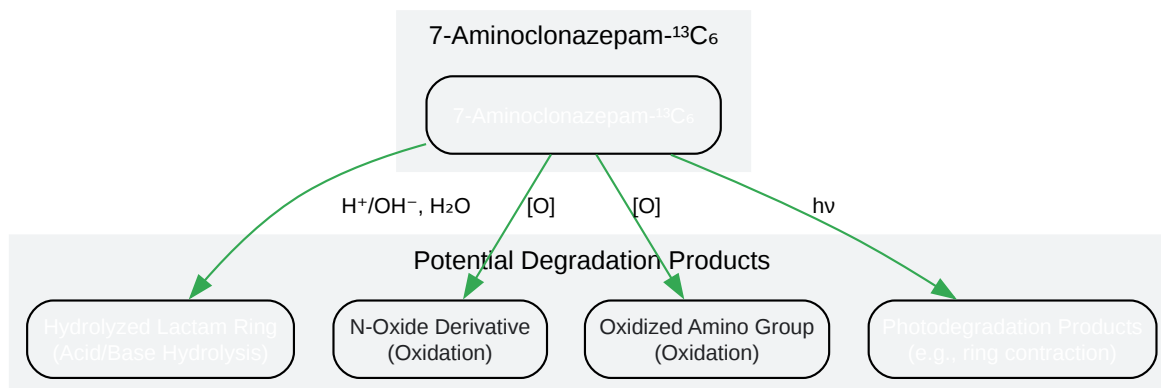 7-Aminoclonazepam-¹³C₆
7-Aminoclonazepam-¹³C₆
H⁺/OH⁻, H₂O
[O]
[O]
hν
Potential Degradation Products
Hydrolyzed Lactam Ring
(Acid/Base Hydrolysis)
N-Oxide Derivative
(Oxidation)
Oxidized Amino Group
(Oxidation)
Photodegradation Products
(e.g., ring contraction)